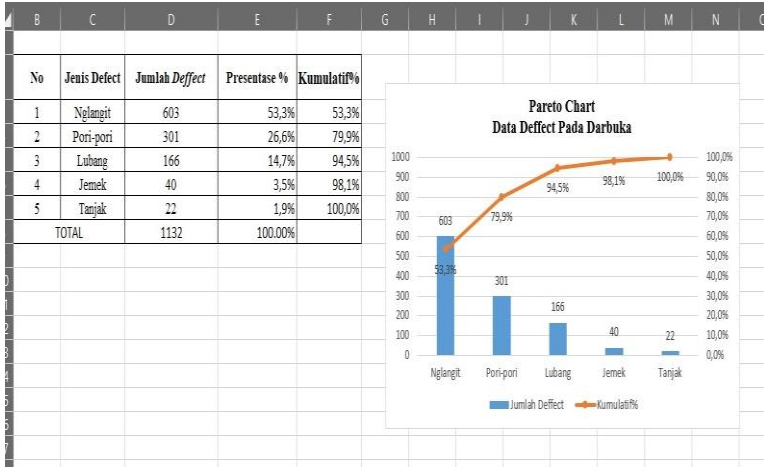 B C D E F G H I J K L M N
No Jenis Defect Jumlah Deffect Presentase % Kumulatif%
1 Nglangit 603 53,3% 53,3%
2 Pori-pori 301 26,6% 79,9%
3 Lubang 166 14,7% 94,5%
4 Jemek 40 3,5% 98,1%
5 Tanjak 22 1,9% 100,0%
TOTAL 1132 100.00%
Pareto Chart
Data Deffect Pada Darbuka
1000 100,0%
900 90,0%
800 80,0%
700 70,0%
600 60,0%
500 50,0%
400 40,0%
300 30,0%
200 20,0%
100 10,0%
0 0,0%
603 301 166 40 22
53,3% 79,9% 94,5% 98,1% 100,0%
Nglangit Pori-pori Lubang Jemek Tanjak
Jumlah Deffect Kumulatif%